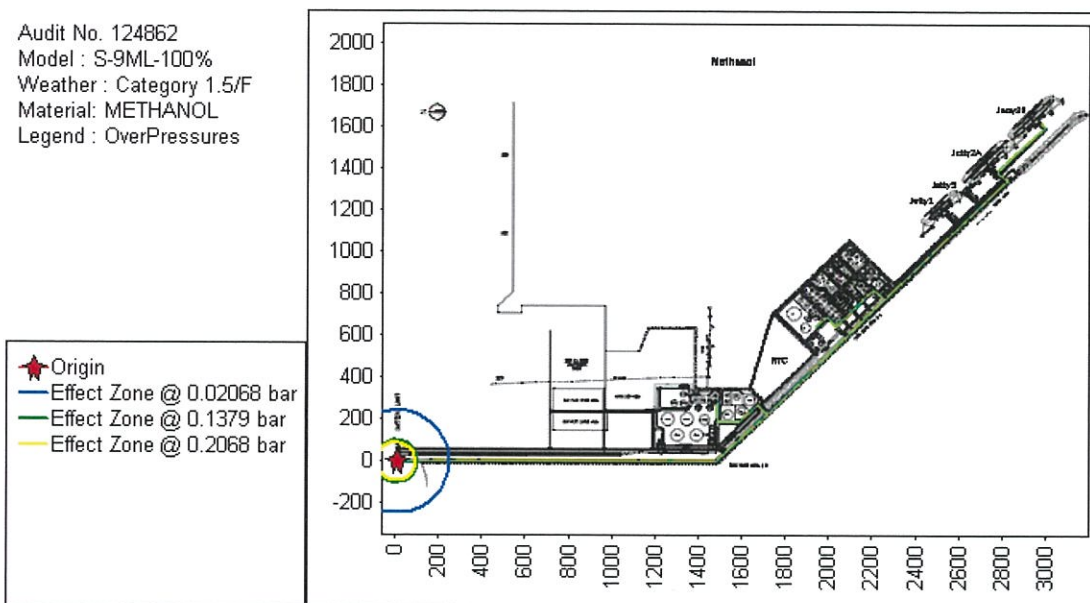 Audit No. 124862
Model : S-9ML-100%
Weather : Category 1.5/F
Material: METHANOL
Legend : OverPressures
Origin
Effect Zone @ 0.02068 bar
Effect Zone @ 0.1379 bar
Effect Zone @ 0.2068 bar
Methanol
2000
1800
1600
1400
1200
1000
800
600
400
200
0
-200
Jetty2A
RTC
0
200
400
600
800
1000
1200
1400
1600
1800
2000
2200
2400
2600
2800
3000